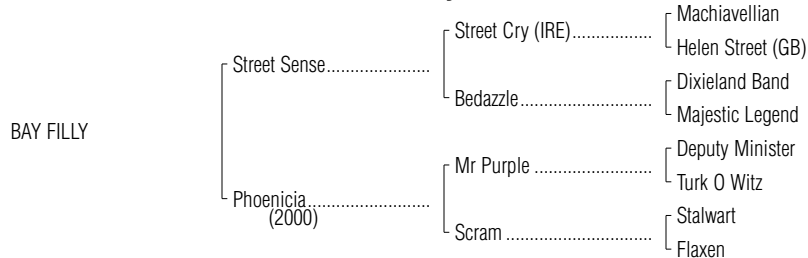 Machiavellian
Street Cry (IRE)..................
Helen Street (GB)
Street Sense.......................
Dixieland Band
Bedazzle.............................
Majestic Legend
BAY FILLY
Deputy Minister
Mr Purple ..........................
Turk O Witz
Phoenicia...........................
(2000)
Stalwart
Scram ................................
Flaxen